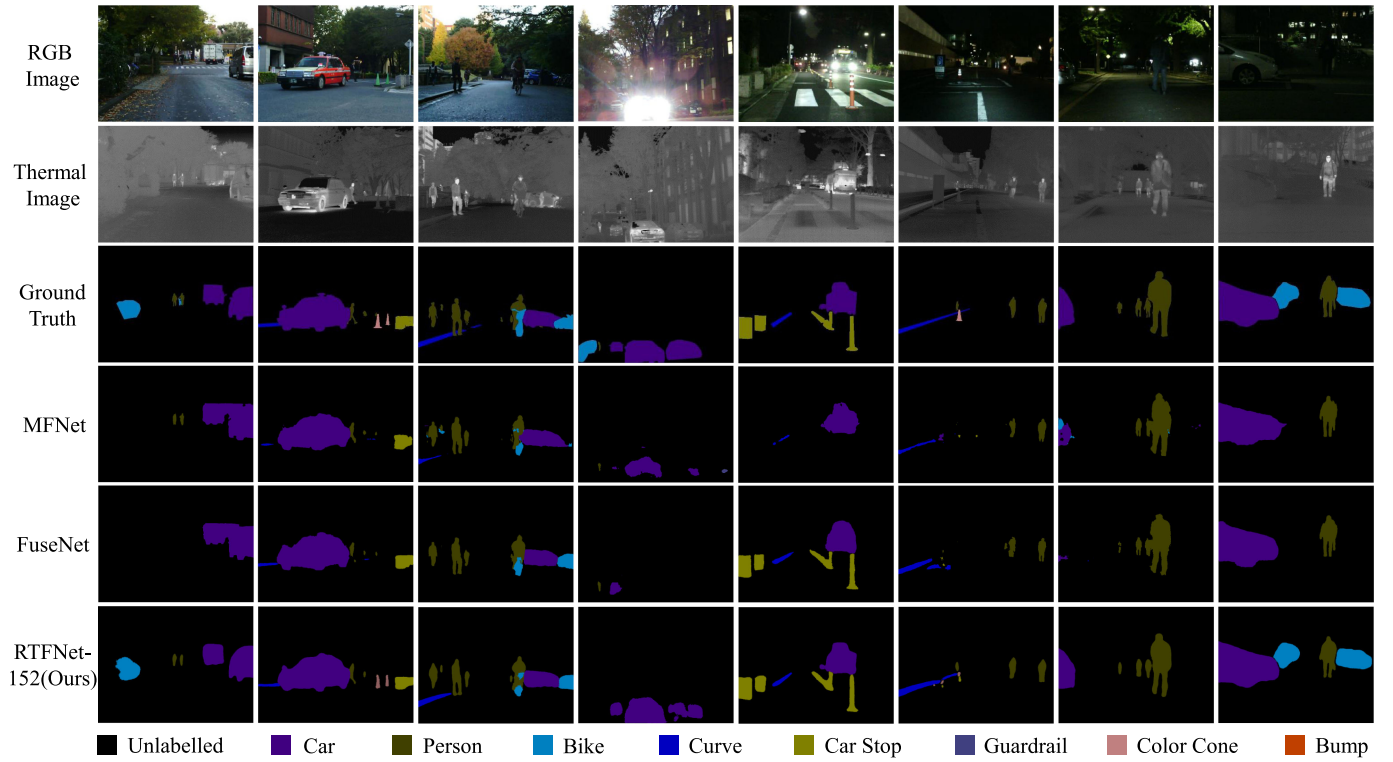 RGB
Image
Thermal
Image
Ground
Truth
MFNet
FuseNet
RTFNet-
152(Ours)
Unlabelled Car Person Bike Curve Car Stop Guardrail Color Cone Bump